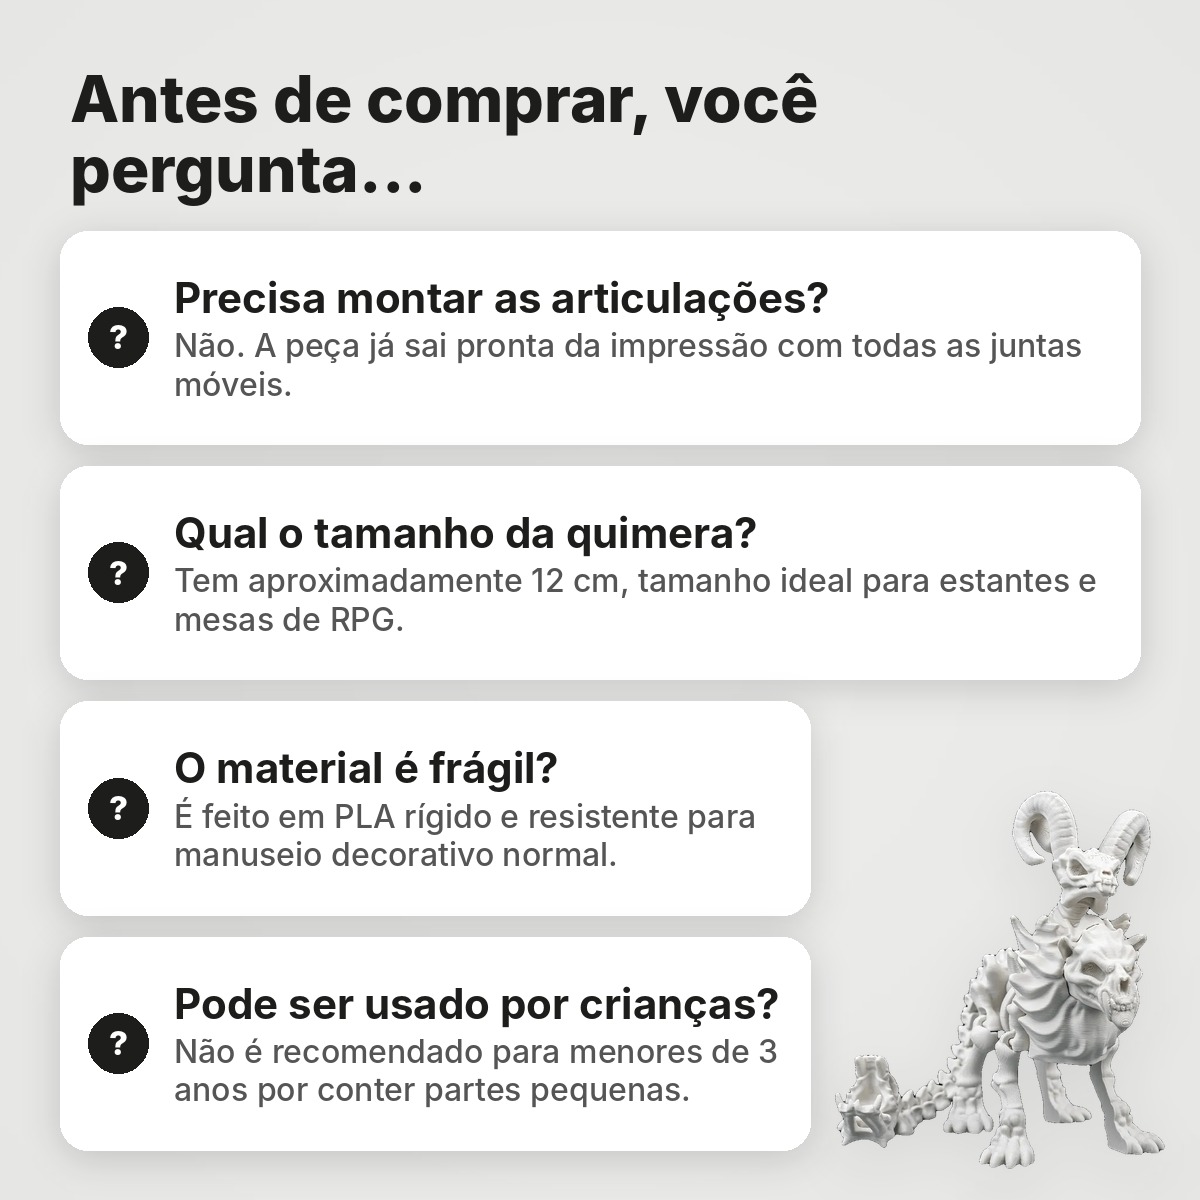 Antes de comprar, você
pergunta...
?
Precisa montar as articulações?
Não. A peça já sai pronta da impressão com todas as juntas
móveis.
?
Qual o tamanho da quimera?
Tem aproximadamente 12 cm, tamanho ideal para estantes e
mesas de RPG.
?
O material é frágil?
É feito em PLA rígido e resistente para
manuseio decorativo normal.
?
Pode ser usado por crianças?
Não é recomendado para menores de 3
anos por conter partes pequenas.